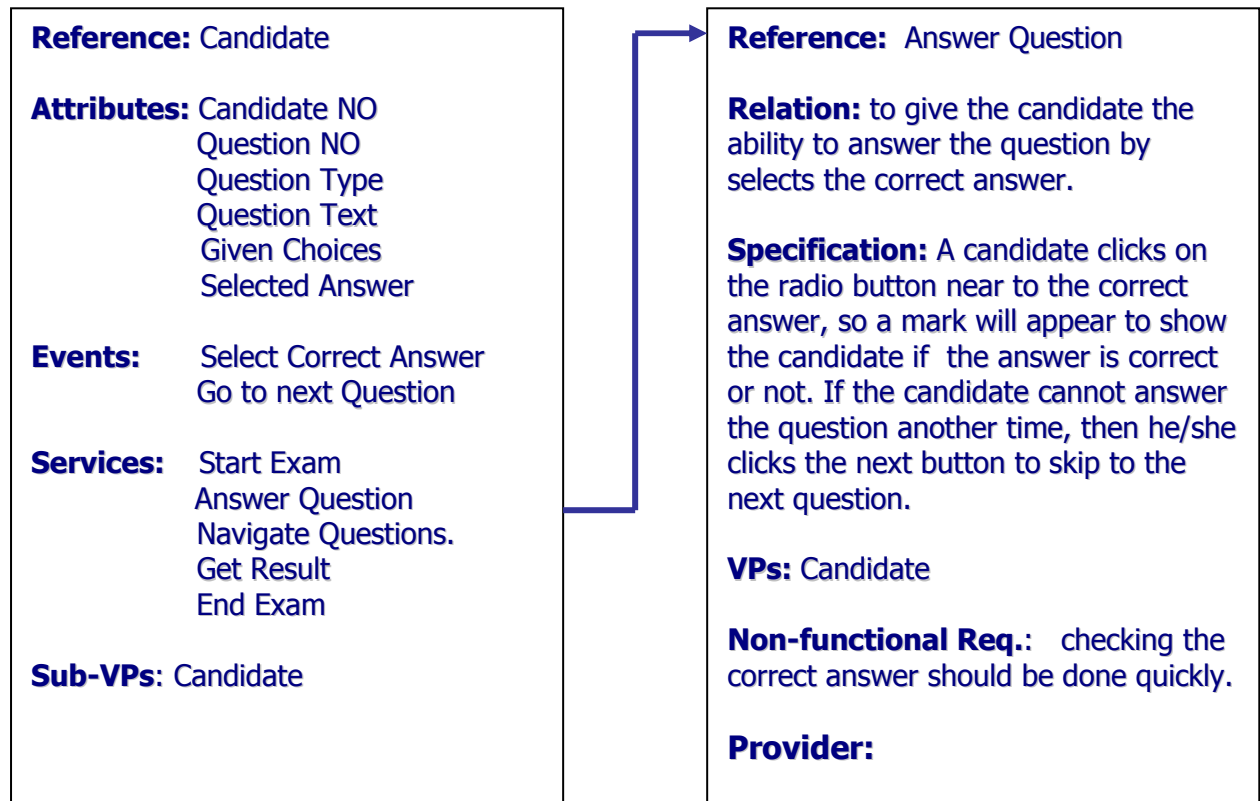 Reference: Candidate
Attributes: Candidate NO
Question NO
Question Type
Question Text
Given Choices
Selected Answer
Events: Select Correct Answer
Go to next Question
Services: Start Exam
Answer Question
Navigate Questions.
Get Result
End Exam
Sub-VPs: Candidate
Reference: Answer Question
Relation: to give the candidate the
ability to answer the question by
selects the correct answer.
Specification: A candidate clicks on
the radio button near to the correct
answer, so a mark will appear to show
the candidate if the answer is correct
or not. If the candidate cannot answer
the question another time, then he/she
clicks the next button to skip to the
next question.
VPs: Candidate
Non-functional Req.: checking the
correct answer should be done quickly.
Provider: